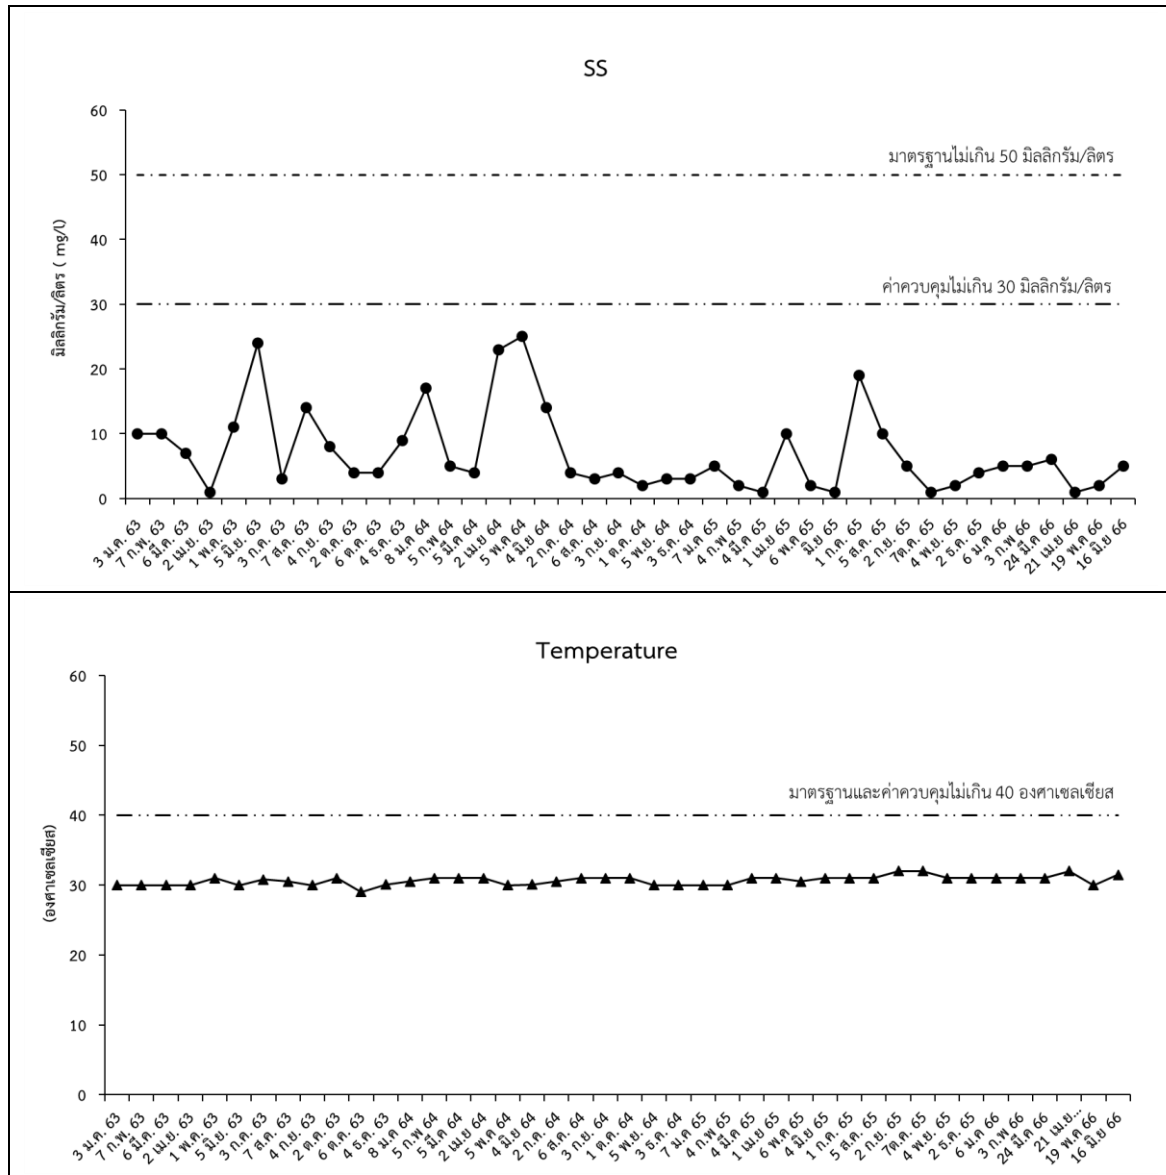 SS
60
มาตรฐานไม่เกิน 50 มิลลิกรัม/ลิตร
50
40
มิลลิกรัม/ลิตร ( mg/l)
ค่าควบคุมไม่เกิน 30 มิลลิกรัม/ลิตร
30
20
10
0
3 ม.ค. 63
7 ก.พ. 63
6 มี.ค. 63
2 เม.ย. 63
1 พ.ค. 63
5 มิ.ย. 63
3 ก.ค. 63
7 ส.ค. 63
4 ก.ย. 63
2 ต.ค. 63
6 ต.ค. 63
4 ธ.ค. 63
8 ม.ค 64
5 ก.พ 64
5 มี.ค 64
2 เม.ย 64
5 พ.ค 64
4 มิ.ย 64
2 ก.ค 64
6 ส.ค. 64
3 ก.ย 64
1 ต.ค 64
5 พ.ย 64
3 ธ.ค 64
7 ม.ค 65
4 ก.พ 65
4 มี.ค 65
1 เม.ย 65
6 พ.ค 65
มิ.ย 65
1 ก.ค. 65
5 ส.ค. 65
2 ก.ย. 65
7ต.ค. 65
4 พ.ย. 65
2 ธ.ค. 65
6 ม.ค 66
3 ก.พ 66
24 มี.ค 66
21 เม.ย 66
19 พ.ค 66
16 มิ.ย 66
Temperature
60
50
มาตรฐานและค่าควบคุมไม่เกิน 40 องศาเซลเซียส
40
(องศาเซลเซียส)
30
20
10
0
3 ม.ค. 63
7 ก.พ. 63
6 มี.ค. 63
2 เม.ย. 63
1 พ.ค. 63
5 มิ.ย. 63
3 ก.ค. 63
7 ส.ค. 63
4 ก.ย. 63
2 ต.ค. 63
6 ต.ค. 63
4 ธ.ค. 63
8 ม.ค 64
5 ก.พ 64
5 มี.ค 64
2 เม.ย 64
5 พ.ค 64
4 มิ.ย 64
2 ก.ค 64
6 ส.ค. 64
3 ก.ย 64
1 ต.ค 64
5 พ.ย 64
3 ธ.ค 64
7 ม.ค 65
4 ก.พ 65
4 มี.ค 65
1 เม.ย 65
6 พ.ค 65
4 มิ.ย 65
1 ก.ค. 65
5 ส.ค. 65
2 ก.ย. 65
7ต.ค. 65
4 พ.ย. 65
2 ธ.ค. 65
6 ม.ค 66
3 ก.พ 66
24 มี.ค 66
21 เม.ย...
19 พ.ค 66
16 มิ.ย 66